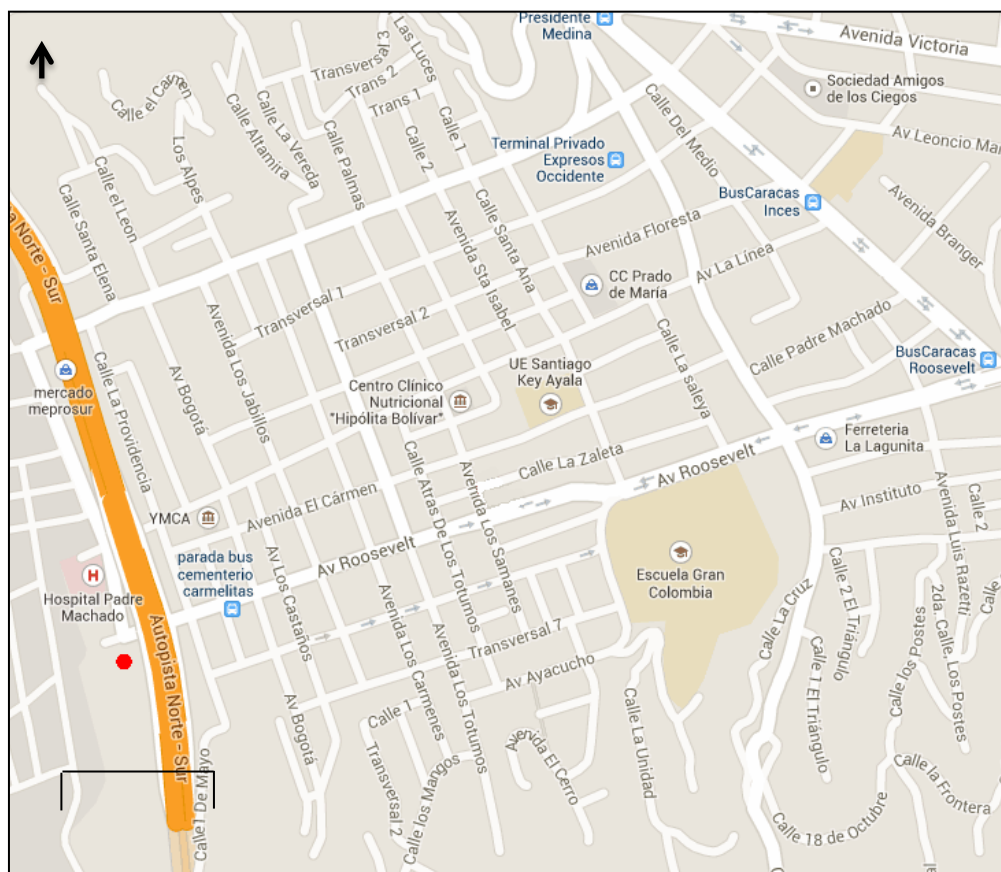 Presidente
Medina
Avenida Victoria
Las Luces
Transversal 3
Trans 2
Trans 1
Calle el Carmen
Calle Altamira
Calle La Vereda
Calle Palmas
Calle 2
Calle 1
Sociedad Amigos
de los Ciegos
Calle Del Medio
Av Leoncio Mar
Terminal Privado
Expresos
Occidente
Los Alpes
Calle el Leon
Calle Santa Elena
BusCaracas
Inces
Avenida Branger
Calle Santa Ana
Avenida Sta Isabel
Avenida Floresta
Av La Línea
a Norte - Sur
CC Prado
de María
Transversal 1
Transversal 2
Avenida Los Jabillos
Av Bogotá
Calle La Providencia
Calle La saleya
Calle Padre Machado
BusCaracas
Roosevelt
mercado
meprosur
UE Santiago
Key Ayala
Centro Clínico
Nutricional
"Hipólita Bolívar"
Ferreteria
La Lagunita
Calle La Zaleta
Av Roosevelt
Calle Atras De Los Totumos
Avenida Los Samanes
Avenida El Cármen
Av Instituto
Avenida Luis Razetti
Calle 2
YMCA
Av Roosevelt
parada bus
cementerio
carmelitas
Av Los Castaños
Hospital Padre
Machado
H
Escuela Gran
Colombia
Calle La Cruz
Calle 2 El Triángulo
Calle 1 El Triángulo
Calle los Postes
2da. Calle, Los Postes
Calle
Autopista Norte - Sur
Transversal 7
Av Ayacucho
Avenida Los Carmenes
Avenida Los Totumos
Av Bogotá
Calle 1
Transversal 2
Calle los Mangos
Avenida El Cerro
Calle La Unidad
Calle la Frontera
Calle 18 de Octubre
Calle1 De Mayo